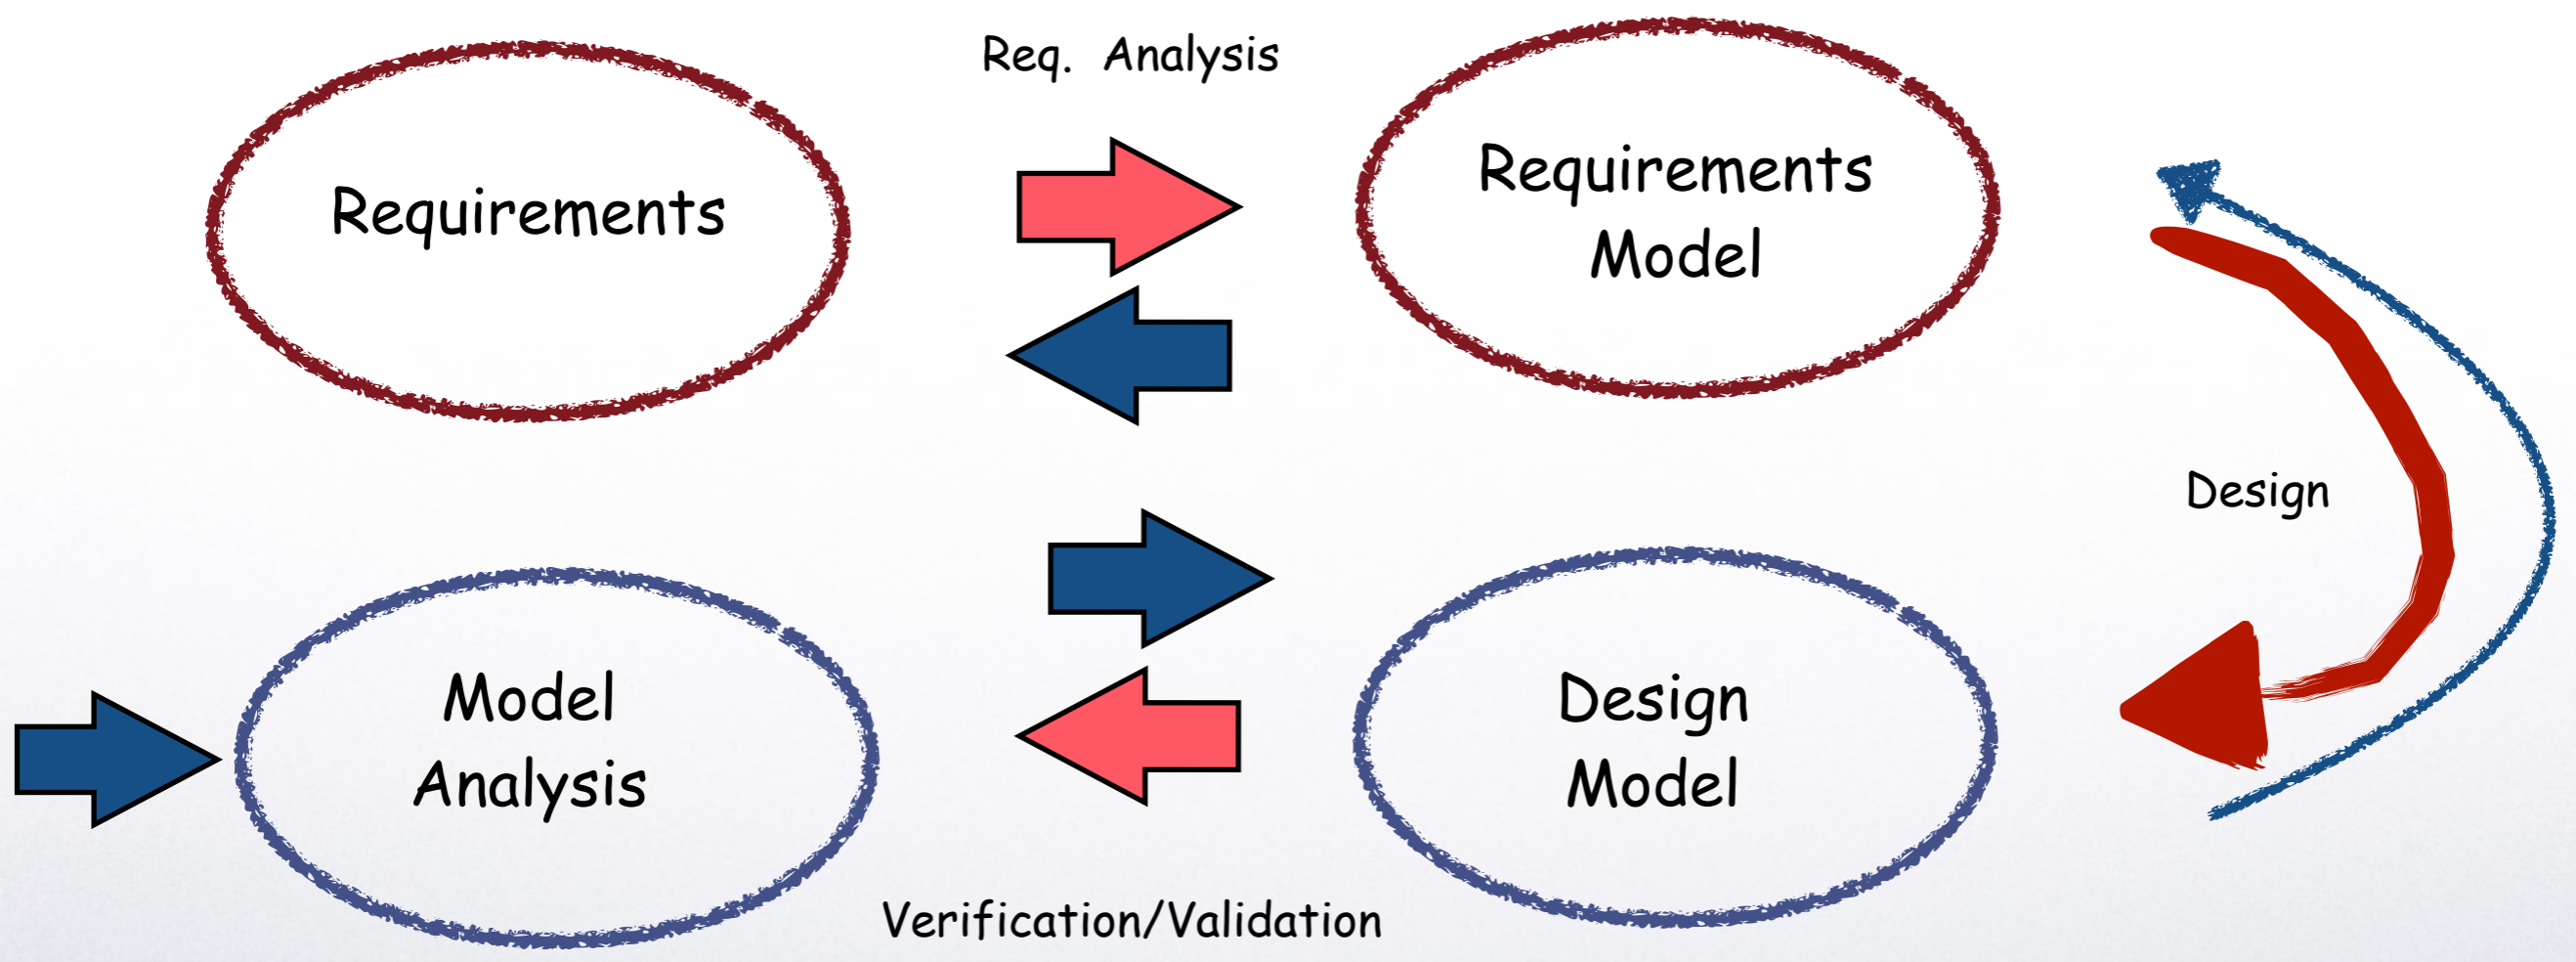 Req. Analysis
Requirements
Requirements
Model
Design
Model
Analysis
Design
Model
Verification/Validation